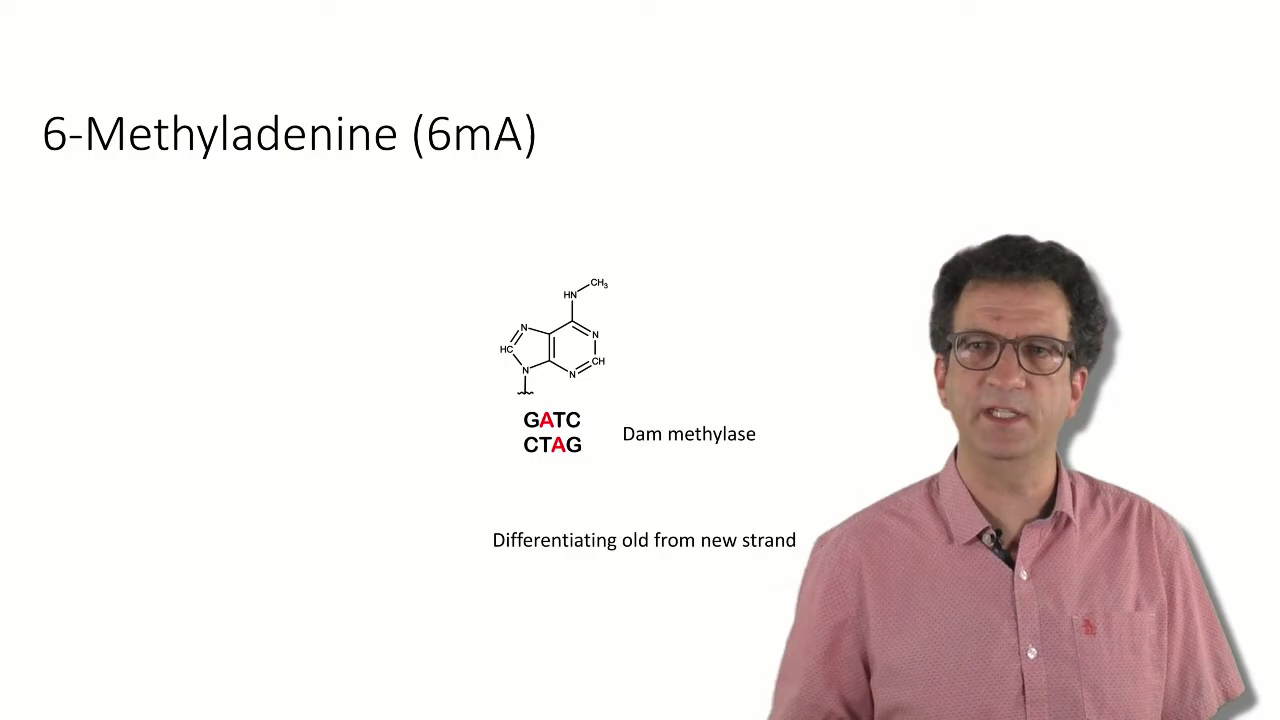 6-Methyladenine (6mA)
CH3
HN
N
N
HC
CH
N
N
GATC
CTAG
Dam methylase
Differentiating old from new strand